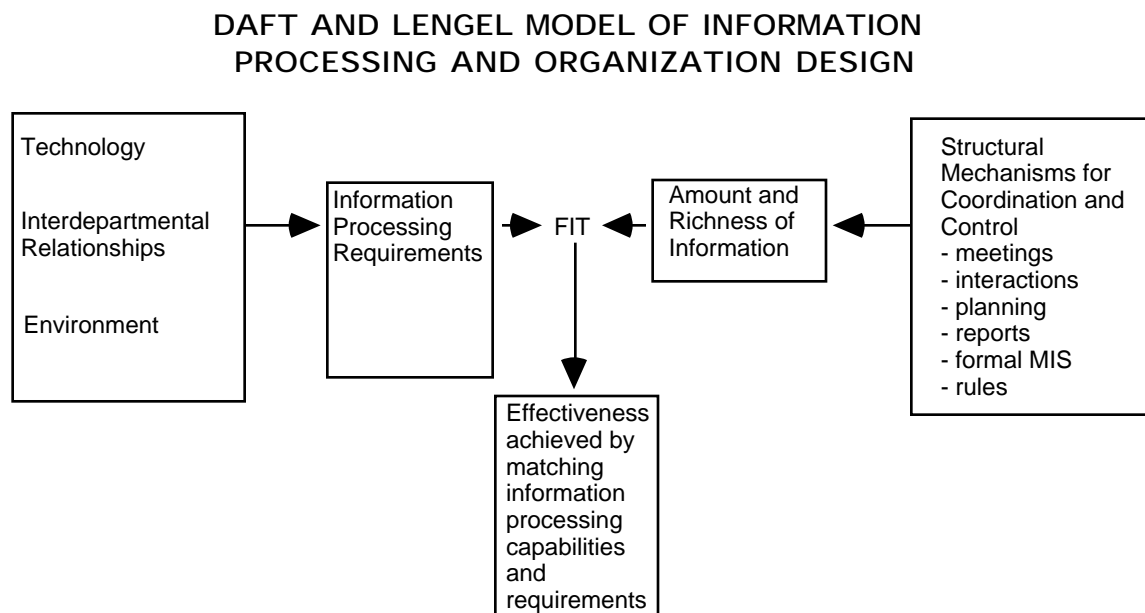 DAFT AND LENGEL MODEL OF INFORMATION
PROCESSING AND ORGANIZATION DESIGN
Technology
Interdepartmental
Relationships
Environment
Information
Processing
Requirements
FIT
Amount and
Richness of
Information
Structural
Mechanisms for
Coordination and
Control
- meetings
- interactions
- planning
- reports
- formal MIS
- rules
Effectiveness
achieved by
matching
information
processing
capabilities
and
requirements